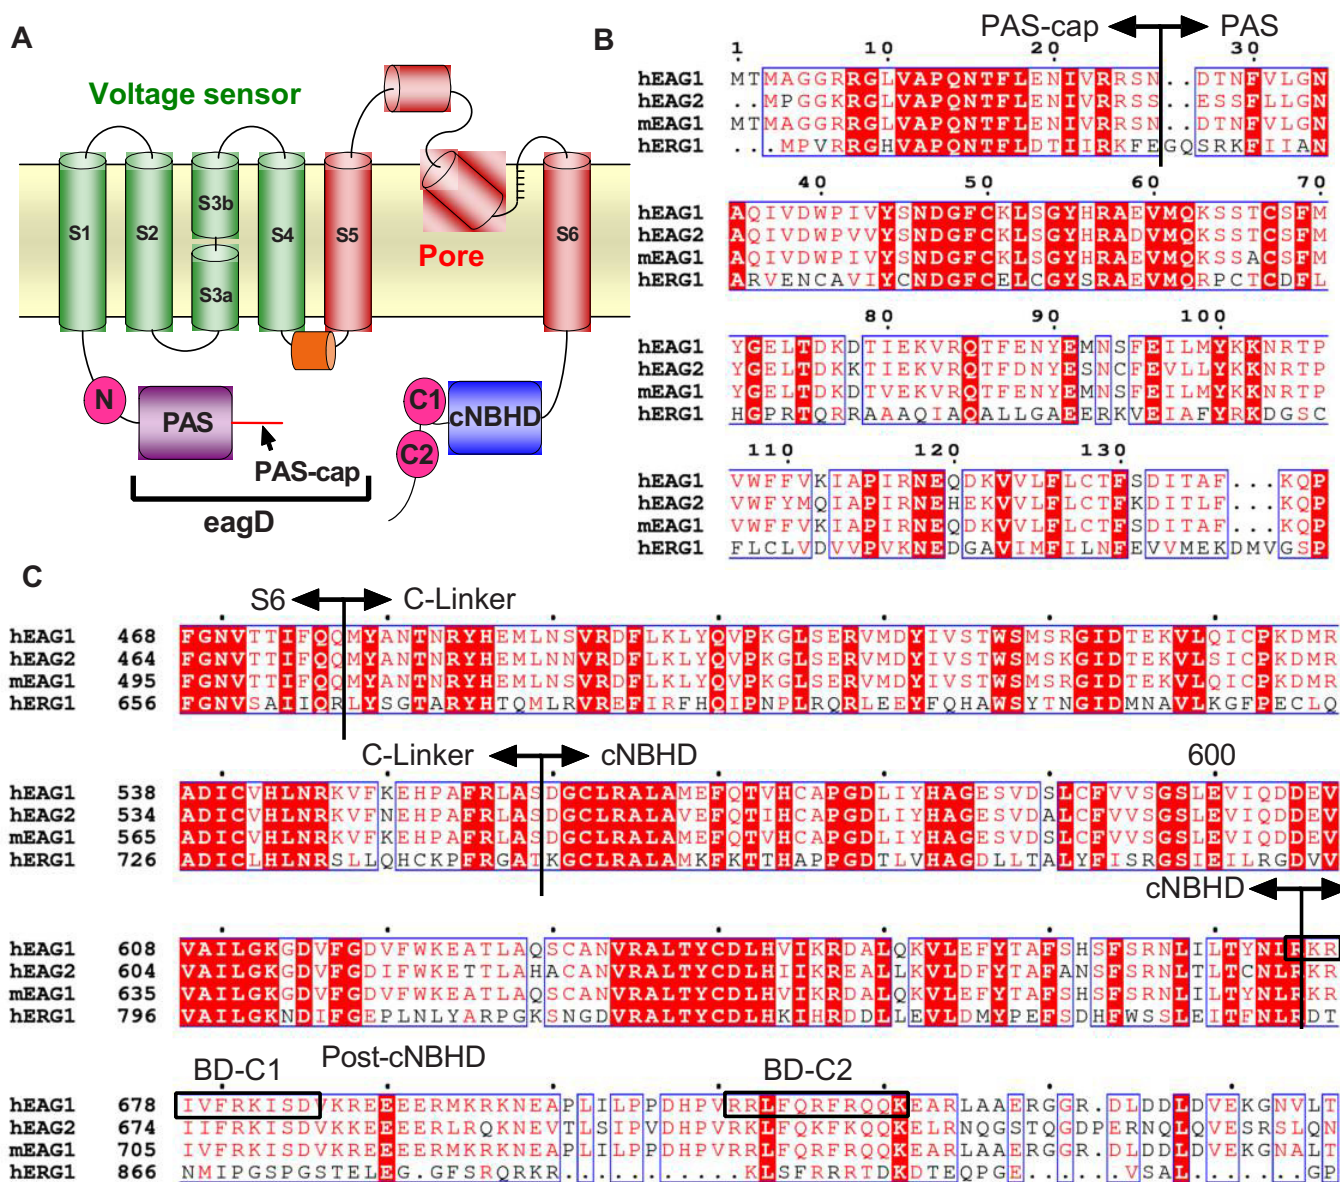 A
Voltage sensor
S1
S2
S3b
S3a
S4
S5
S6
Pore
N
PAS
PAS-cap
eagD
C1
cNBHD
C2
B
PAS-cap PAS
1 10 20 30
hEAG1 MTMAGGRRGLVAPQNTFLENIVRRSN..DTNFVLGN
hEAG2 ..MPGGKRGLVAPQNTFLENIVRRSS..ESSFLLGN
mEAG1 MTMAGGRRGLVAPQNTFLENIVRRSN..DTNFVLGN
hERG1 ...MPVRRGHVAPQNTFLDTIIRKFEGQSRKFIIAN
40 50 60 70
hEAG1 AQIVDWPIVYSNDGFCKLSGYHRAEVMQKSSTCSFM
hEAG2 AQIVDWPVVYSNDGFCKLSGYHRADVMQKSSTCSFM
mEAG1 AQIVDWPIVYSNDGFCKLSGYHRAEVMQKSSACSFM
hERG1 ARVENCAVIYCNDGFCELCGYSRAEVMQRPCTCDFL
80 90 100
hEAG1 YGELTDKDTIEKVRQTFENYEMNSFEILMYKKNRTP
hEAG2 YGELTDKKTIEKVRQTFDNYESNCFEVLLYKKNRTP
mEAG1 YGELTDKDTVEKVRQTFENYEMNSFEILMYKKNRTP
hERG1 HGPRTQRRAAAQIAQALLGAEERKVEIAFYRKDGSC
110 120 130
hEAG1 VWFFVKIAPIRNEQDKVVLFLCTFSDITAF...KQP
hEAG2 VWFYMQIAPIRNEHEKVVLFLCTFKDITLF...KQP
mEAG1 VWFFVKIAPIRNEQDKVVLFLCTFSDITAF...KQP
hERG1 FLCLVDVVPVKNEDGAVIMFILNFEVVMEKDMVGSP
C
S6 C-Linker
hEAG1 468 FGNVTTIFQQMYANTNRYHEMLNSVRDFLKLYQVPKGLSERVMDYIVSTWSMSRGIDTEKVLQICPKDMR
hEAG2 464 FGNVTTIFQQMYANTNRYHEMLNNVRDFLKLYQVPKGLSERVMDYIVSTWSMSKGIDTEKVLSICPKDMR
mEAG1 495 FGNVTTIFQQMYANTNRYHEMLNSVRDFLKLYQVPKGLSERVMDYIVSTWSMSRGIDTEKVLQICPKDMR
hERG1 656 FGNVSAIIQRLYSGTARYHTQMLRVREFIRFHQIPNPLRQRLEEYFQHAWSYTNGIDMNAVLKGFPECLQ
C-Linker cNBHD 600
hEAG1 538 ADICVHLNRKVFKEHPAFRLASDGCLRALAMEFQTVHCAPGDLIYHAGESVDSLCFVVSGSLEVIQDDEV
hEAG2 534 ADICVHLNRKVFNEHPAFRLASDGCLRALAVEFQTIHCAPGDLIYHAGESVDALCFVVSGSLEVIQDDEV
mEAG1 565 ADICVHLNRKVFKEHPAFRLASDGCLRALAMEFQTVHCAPGDLIYHAGESVDSLCFVVSGSLEVIQDDEV
hERG1 726 ADICLHLNRSLLQHCKPFRGATKGCLRALAMKFKTTHAPPGDTLVHAGDLLTALYFISRGSIEILRGDVV
cNBHD
hEAG1 608 VAILGKGDVFGDVFWKEATLAQSCANVRALTYCDLHVIKRDALQKVLEFYTAFSHSFSRNLILTYNLRKR
hEAG2 604 VAILGKGDVFGDIFWKETTLAHACANVRALTYCDLHIIKREALLKVLDFYTAFANSFSRNLTLTCNLRKR
mEAG1 635 VAILGKGDVFGDVFWKEATLAQSCANVRALTYCDLHVIKRDALQKVLEFYTAFSHSFSRNLILTYNLRKR
hERG1 796 VAILGKNDIFGEPLNLYARPGKSNGDVRALTYCDLHKIHRDDLLEVLDMYPEFSDHFWSSLEITFNLRDT
BD-C1 Post-cNBHD BD-C2
hEAG1 678 IVFRKISDVKREEEERMKRKNEAPLILPPDHPVRRLFQRFRQQKEARLAAERGGR.DLDDLDVEKGNVLT
hEAG2 674 IIFRKISDVKKEEEERLRQKNEVTLSIPVDHPVRKLFQKFKQQKELRNQGSTQGDPERNQLQVESRSLQN
mEAG1 705 IVFRKISDVKREEEERMKRKNEAPLILPPDHPVRRLFQRFRQQKEARLAAERGGR.DLDDLDVEKGNALT
hERG1 866 NMIPGSPGSTELEG.GFSRQRKR...........KLSFRRRTDKDTEQPGE.....VSAL......GP